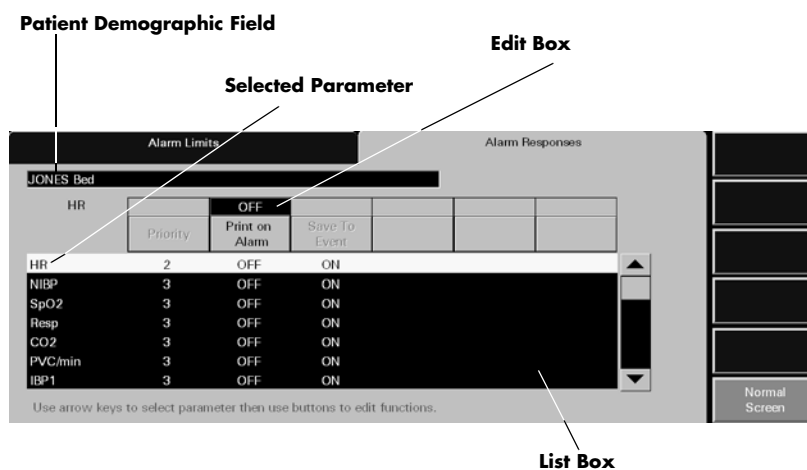 Patient Demographic Field
Edit Box
Selected Parameter
Alarm Limits
Alarm Responses
JONES Bed
HR
OFF
Priority
Print on
Alarm
Save To
Event
HR 2 OFF ON
NIBP 3 OFF ON
SpO2 3 OFF ON
Resp 3 OFF ON
CO2 3 OFF ON
PVC/min 3 OFF ON
IBP1 3 OFF ON
Use arrow keys to select parameter then use buttons to edit functions.
Normal
Screen
List Box